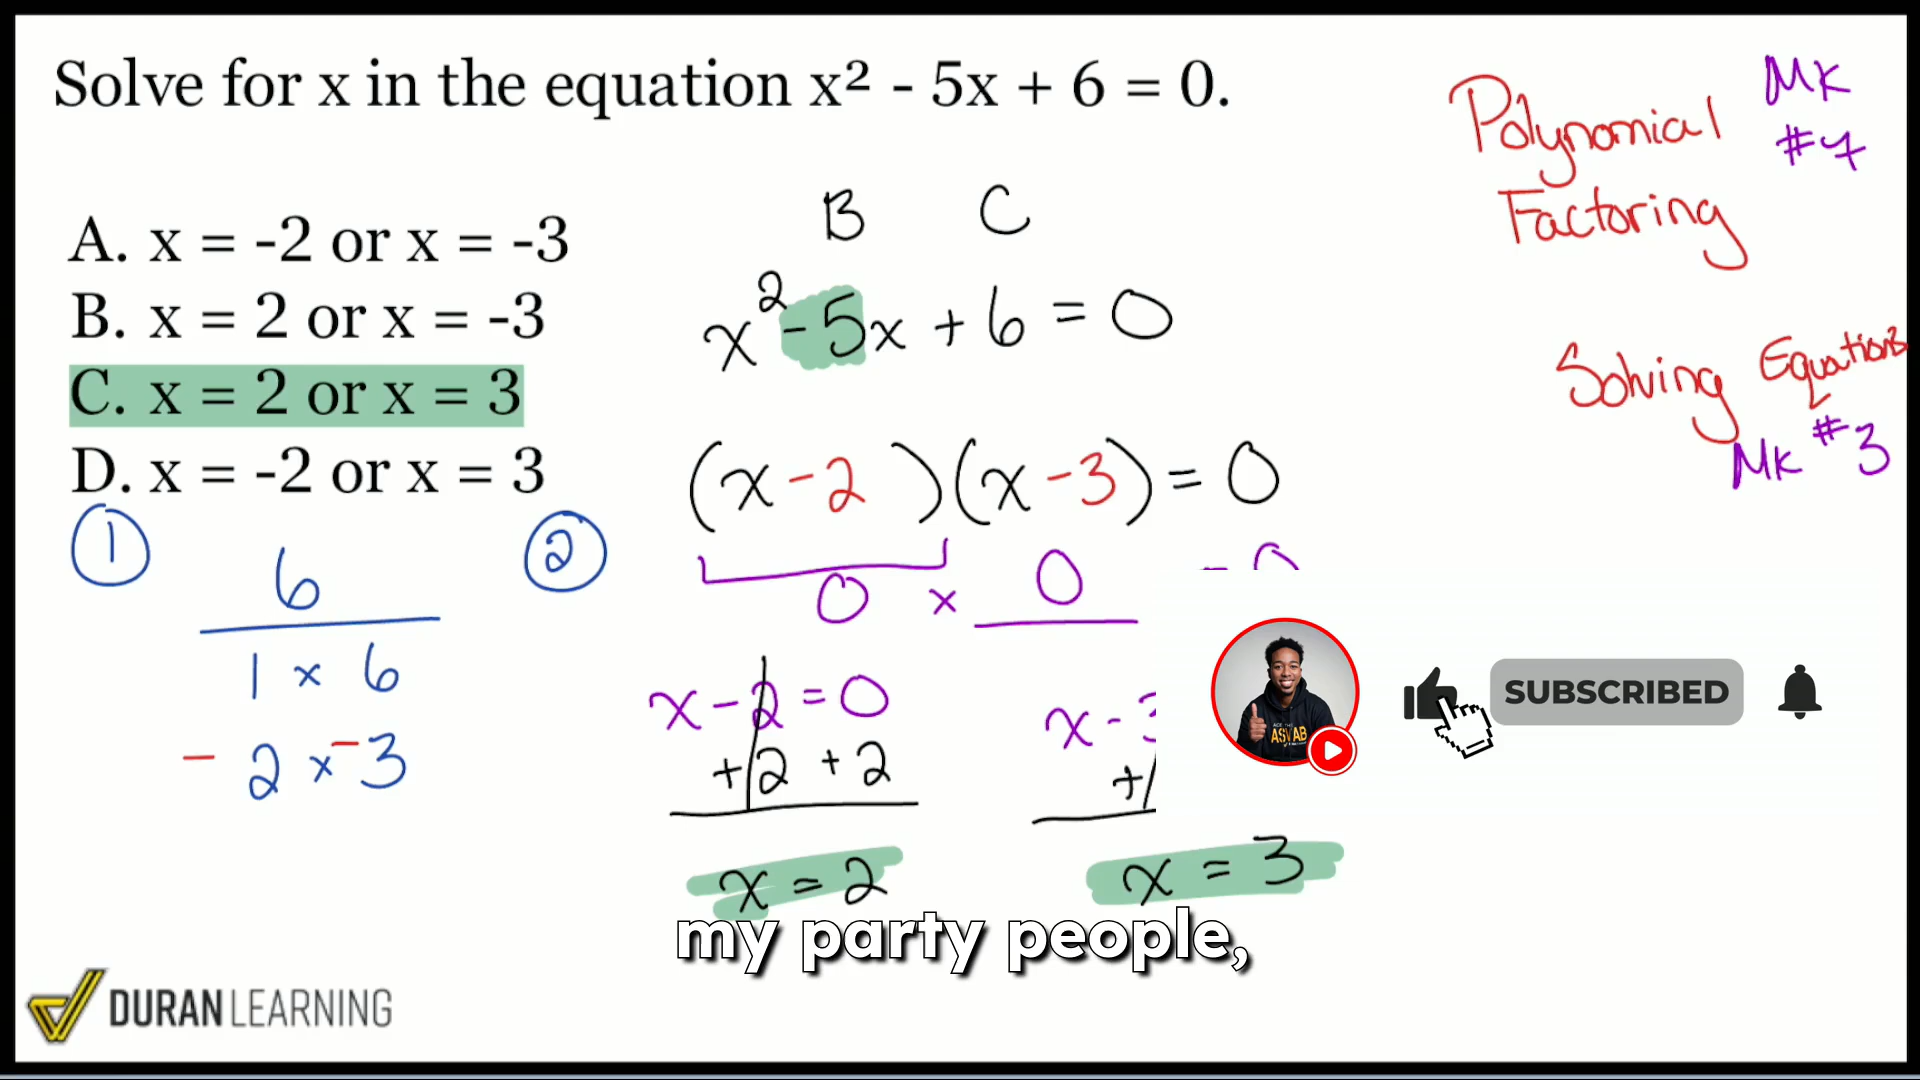 Solve for x in the equation x² - 5x + 6 = 0.
Polynomial
Factoring
MK
#7
A. x = -2 or x = -3
B. x = 2 or x = -3
C. x = 2 or x = 3
D. x = -2 or x = 3
B C
x² - 5x + 6 = 0
Solving Equations
MK #3
(x - 2)(x - 3) = 0
0 x 0
①
6
1 x 6
- 2 x - 3
②
x - 2 = 0
+ 2 + 2
x = 2
x - 3
+
x = 3
ASVAB
SUBSCRIBED
my party people,
DURAN LEARNING